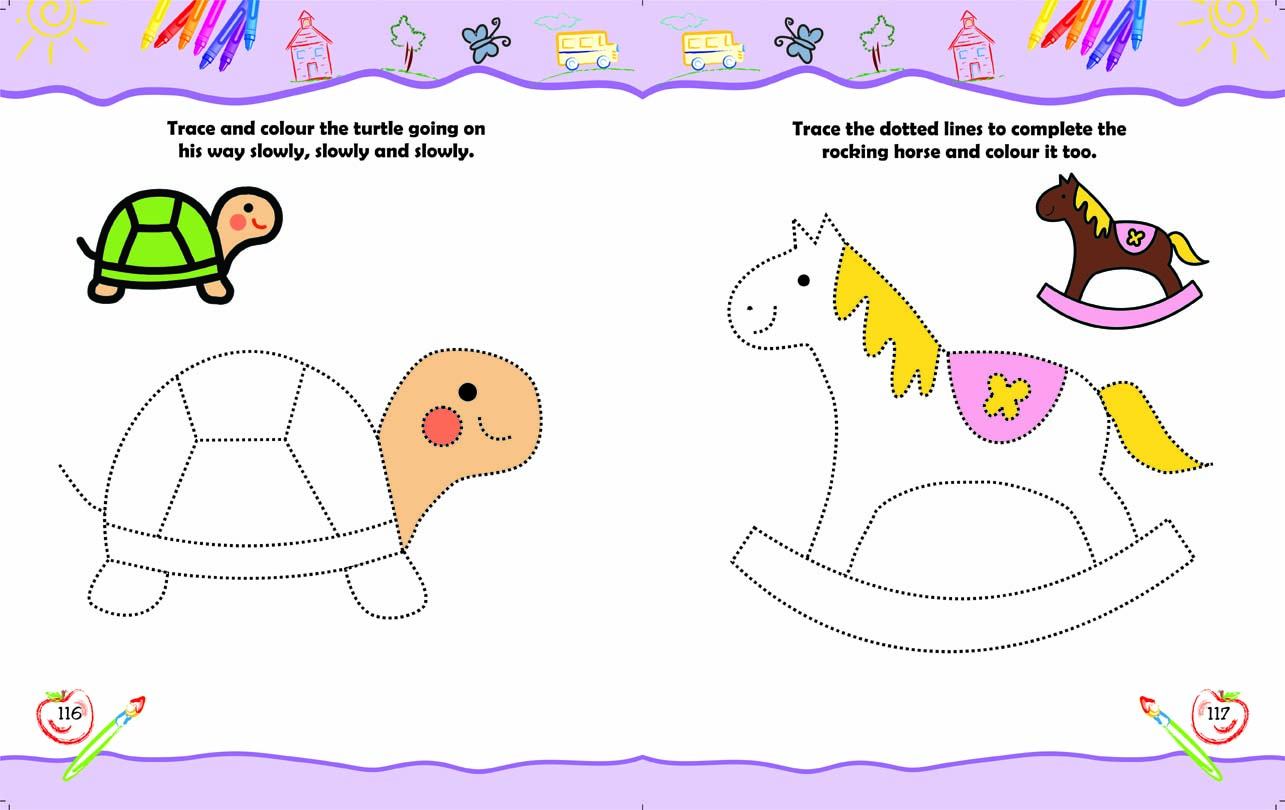 Trace and colour the turtle going on
his way slowly, slowly and slowly.
116
Trace the dotted lines to complete the
rocking horse and colour it too.
117